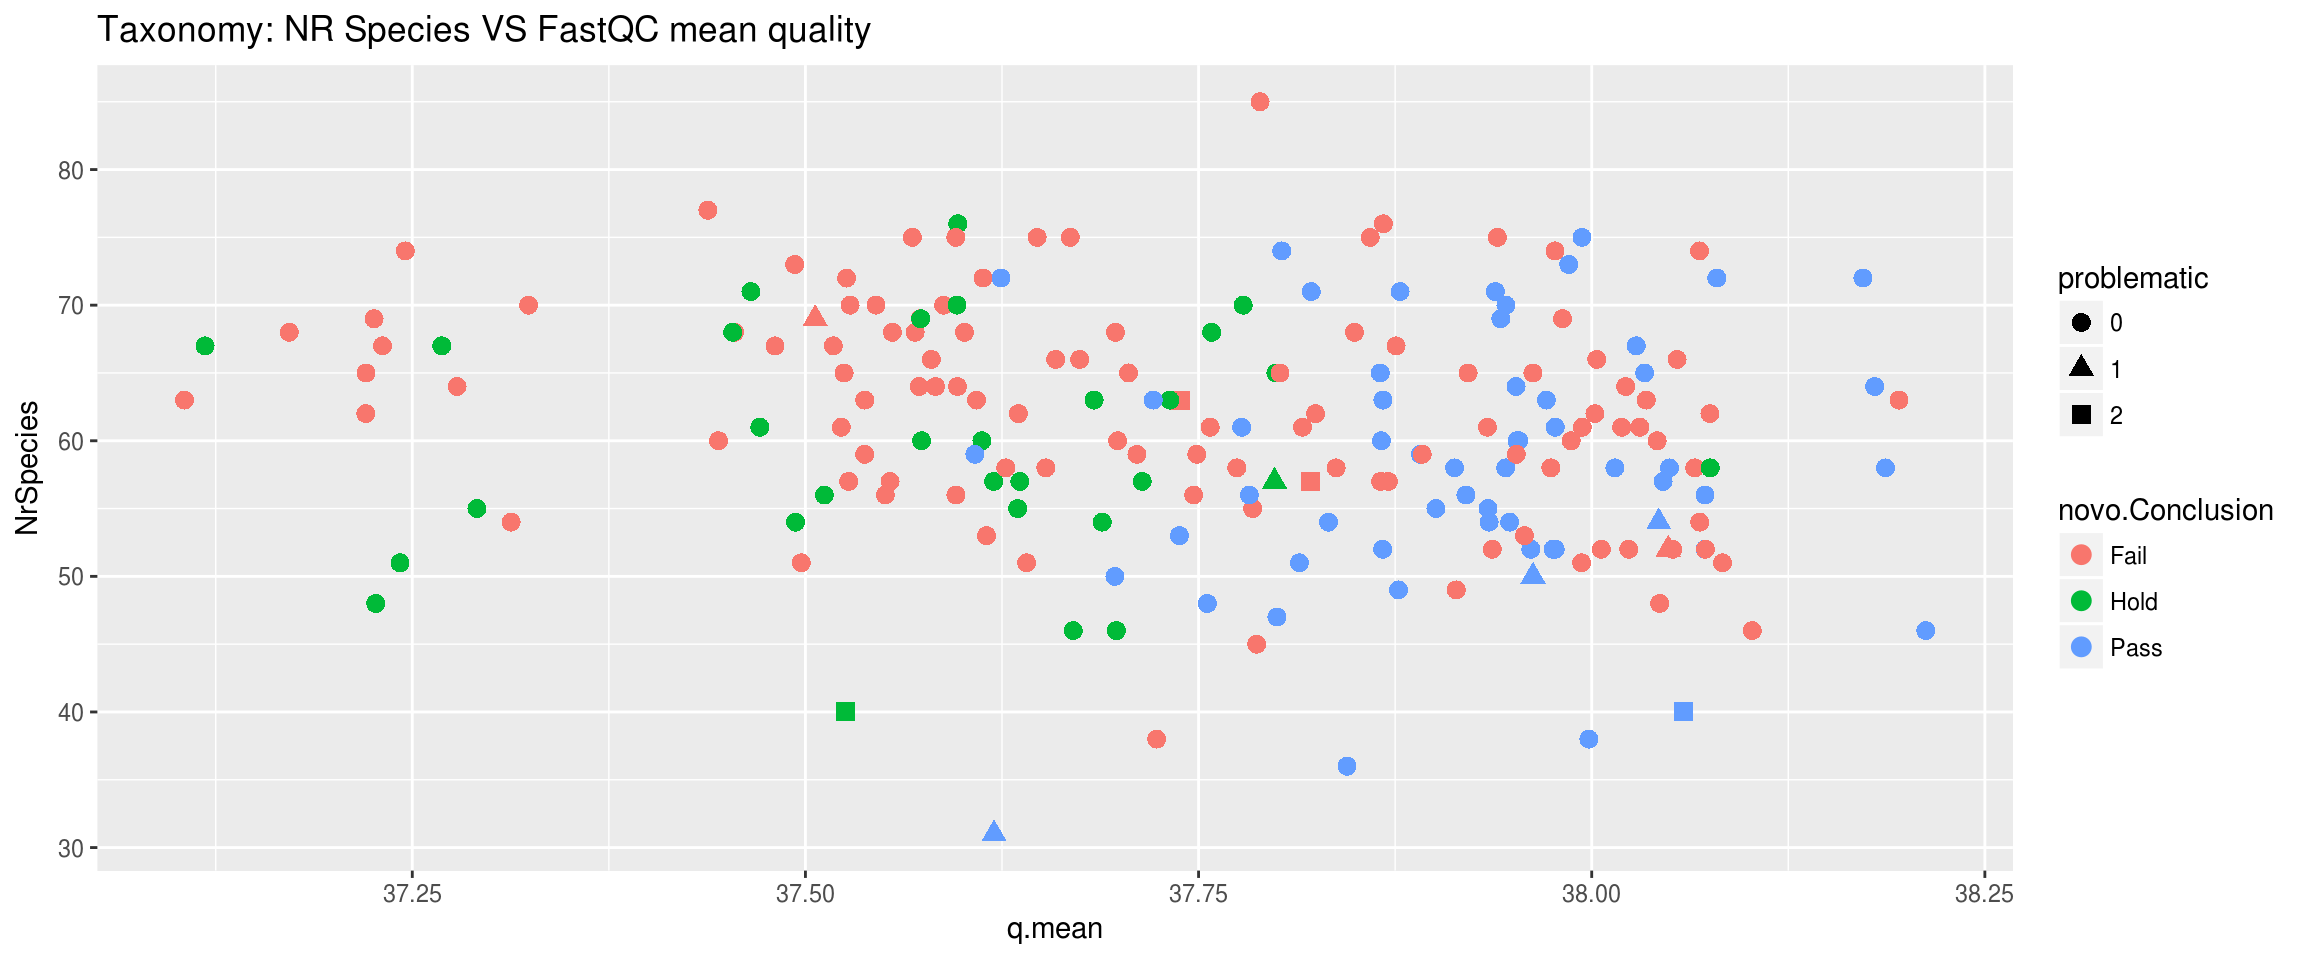 Taxonomy: NR Species VS FastQC mean quality
NrSpecies
80
70
60
50
40
30
37.25
37.50
37.75
38.00
38.25
q.mean
problematic
0
1
2
novo.Conclusion
Fail
Hold
Pass